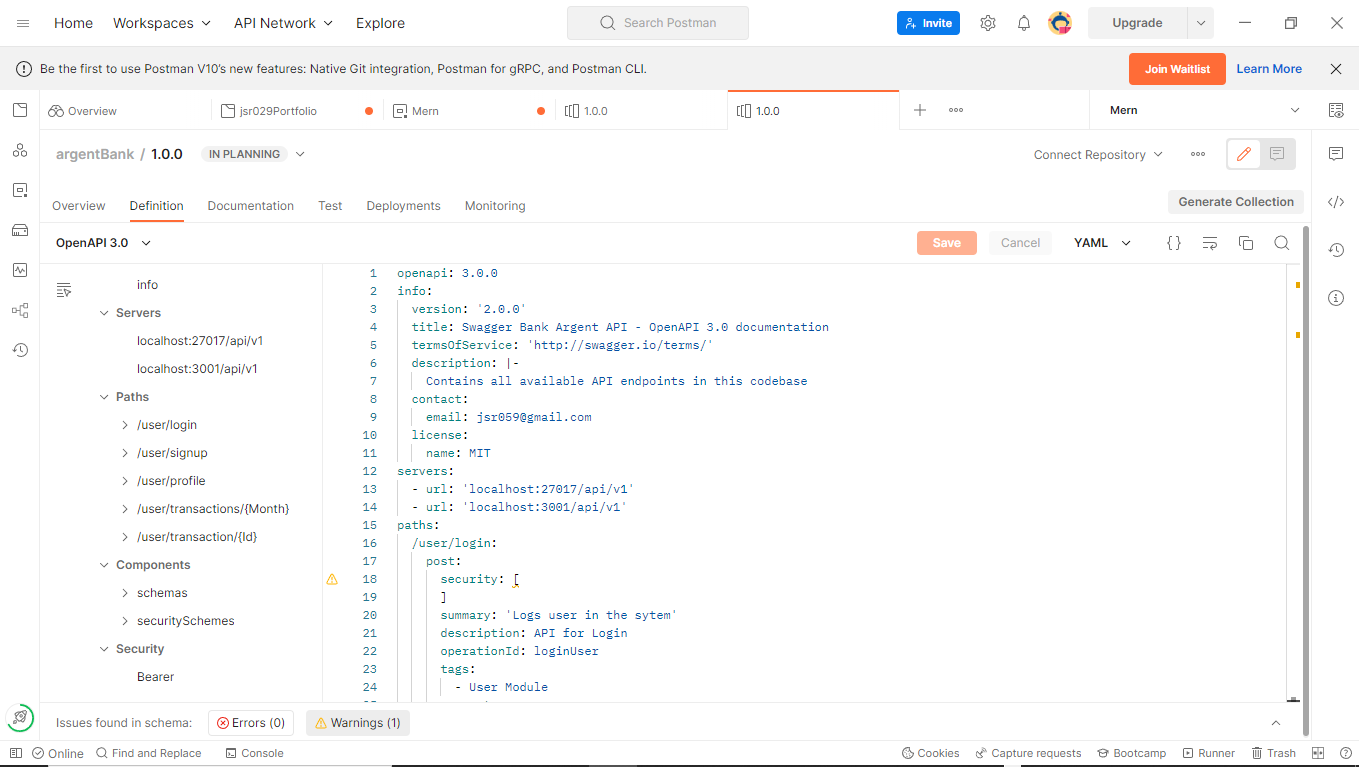 Home Workspaces API Network Explore Search Postman Invite Upgrade
Be the first to use Postman V10's new features: Native Git integration, Postman for gRPC, and Postman CLI. Join Waitlist Learn More
Overview jsr029Portfolio Mern 1.0.0 1.0.0 Mern
argentBank / 1.0.0 IN PLANNING Connect Repository
Overview Definition Documentation Test Deployments Monitoring Generate Collection
OpenAPI 3.0 Save Cancel YAML {}
info
Servers
localhost:27017/api/v1
localhost:3001/api/v1
Paths
/user/login
/user/signup
/user/profile
/user/transactions/{Month}
/user/transaction/{Id}
Components
schemas
securitySchemes
Security
Bearer
1 openapi: 3.0.0
2 info:
3 version: '2.0.0'
4 title: Swagger Bank Argent API - OpenAPI 3.0 documentation
5 termsOfService: 'http://swagger.io/terms/'
6 description: |-
7 Contains all available API endpoints in this codebase
8 contact:
9 email: jsr059@gmail.com
10 license:
11 name: MIT
12 servers:
13 - url: 'localhost:27017/api/v1'
14 - url: 'localhost:3001/api/v1'
15 paths:
16 /user/login:
17 post:
18 security: [
19 ]
20 summary: 'Logs user in the sytem'
21 description: API for Login
22 operationId: loginUser
23 tags:
24 - User Module
Issues found in schema: Errors (0) Warnings (1)
Online Find and Replace Console Cookies Capture requests Bootcamp Runner Trash